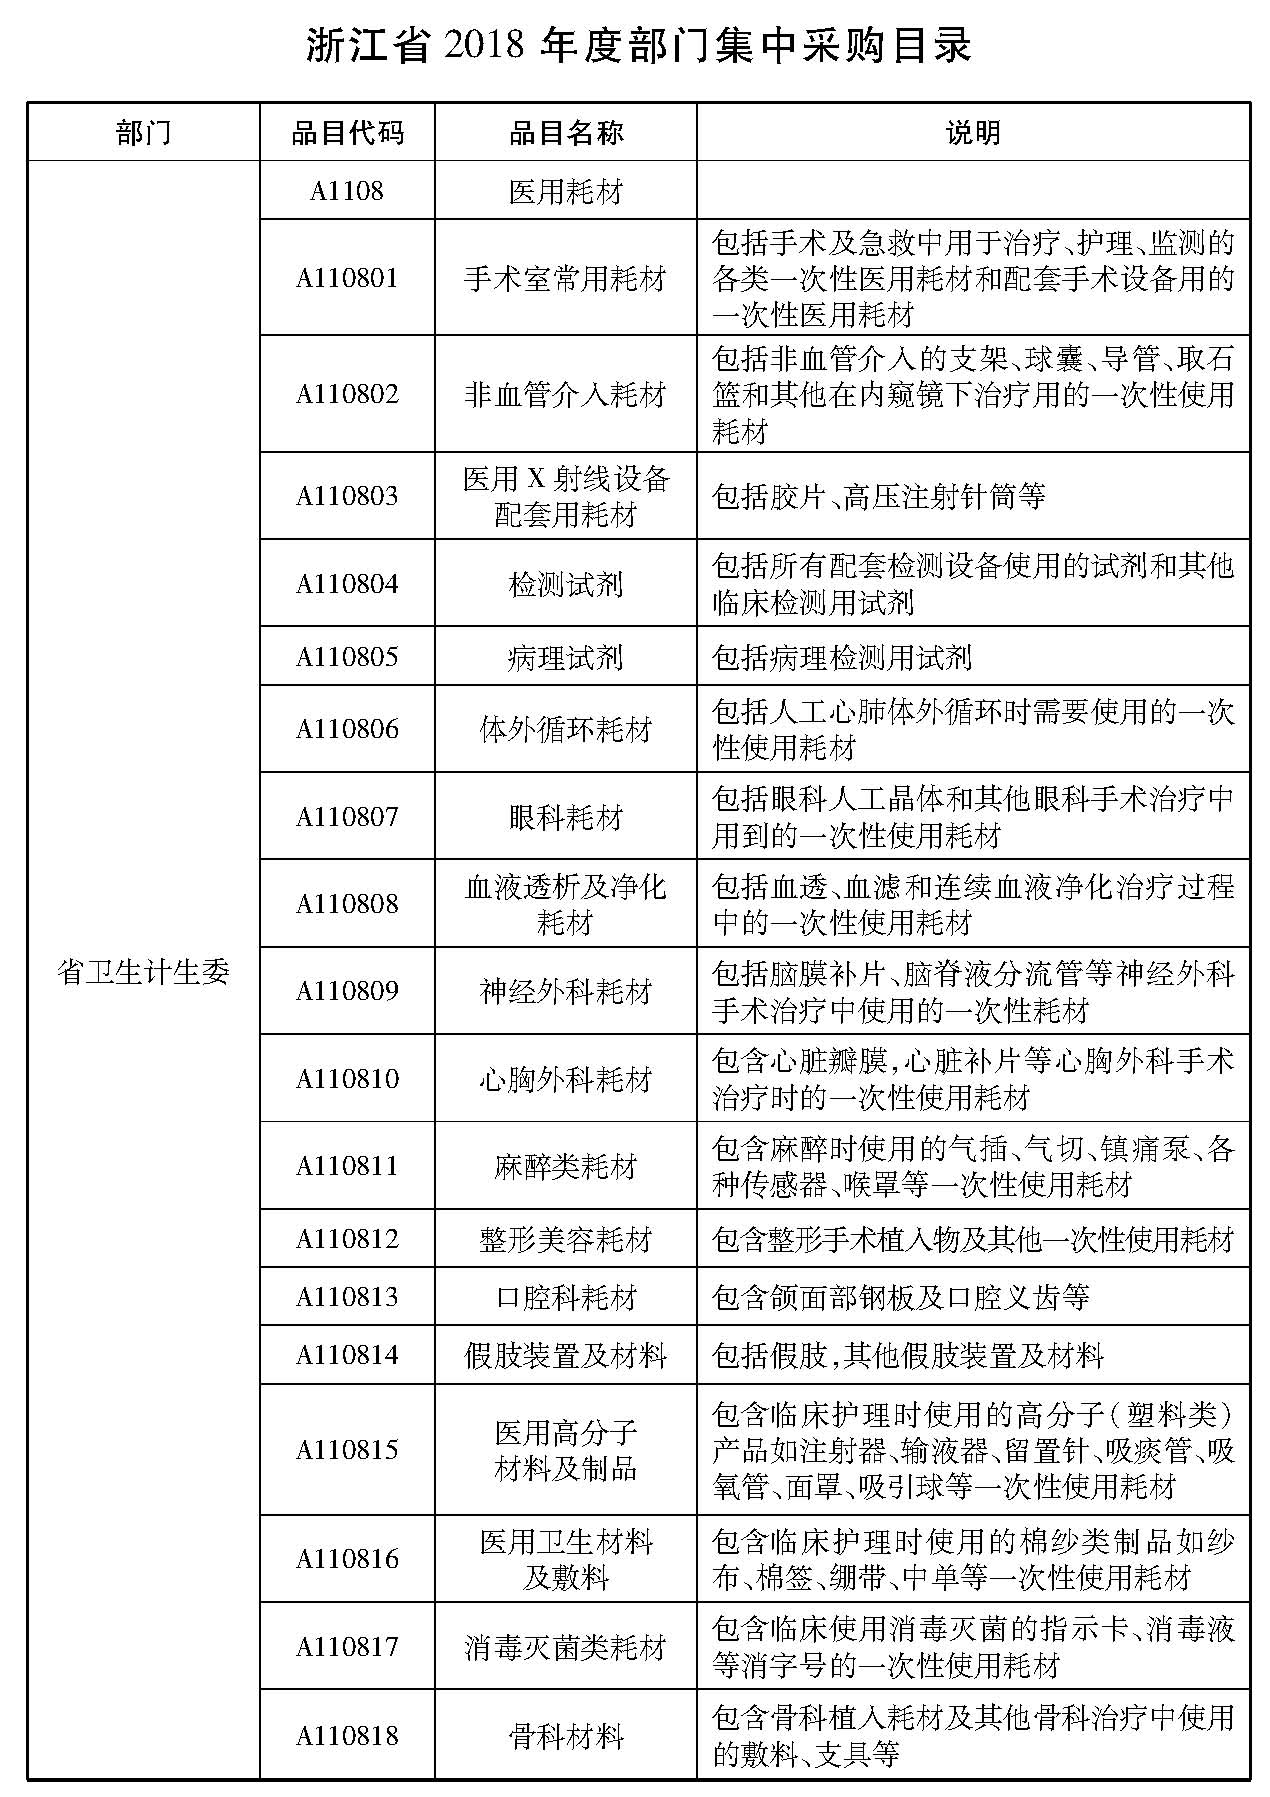 浙江省 2018 年度部门集中采购目录
部门
品目代码
品目名称
说明
省卫生计生委
A1108
医用耗材
A110801
手术室常用耗材
包括手术及急救中用于治疗、护理、监测的
各类一次性医用耗材和配套手术设备用的
一次性医用耗材
A110802
非血管介入耗材
包括非血管介入的支架、球囊、导管、取石
篮和其他在内窥镜下治疗用的一次性使用
耗材
A110803
医用 X 射线设备
配套用耗材
包括胶片、高压注射针筒等
A110804
检测试剂
包括所有配套检测设备使用的试剂和其他
临床检测用试剂
A110805
病理试剂
包括病理检测用试剂
A110806
体外循环耗材
包括人工心肺体外循环时需要使用的一次
性使用耗材
A110807
眼科耗材
包括眼科人工晶体和其他眼科手术治疗中
用到的一次性使用耗材
A110808
血液透析及净化
耗材
包括血透、血滤和连续血液净化治疗过程
中的一次性使用耗材
A110809
神经外科耗材
包括脑膜补片、脑脊液分流管等神经外科
手术治疗中使用的一次性耗材
A110810
心胸外科耗材
包含心脏瓣膜,心脏补片等心胸外科手术
治疗时的一次性使用耗材
A110811
麻醉类耗材
包含麻醉时使用的气插、气切、镇痛泵、各
种传感器、喉罩等一次性使用耗材
A110812
整形美容耗材
包含整形手术植入物及其他一次性使用耗材
A110813
口腔科耗材
包含颌面部钢板及口腔义齿等
A110814
假肢装置及材料
包括假肢,其他假肢装置及材料
A110815
医用高分子
材料及制品
包含临床护理时使用的高分子(塑料类)
产品如注射器、输液器、留置针、吸痰管、吸
氧管、面罩、吸引球等一次性使用耗材
A110816
医用卫生材料
及敷料
包含临床护理时使用的棉纱类制品如纱
布、棉签、绷带、中单等一次性使用耗材
A110817
消毒灭菌类耗材
包含临床使用消毒灭菌的指示卡、消毒液
等消字号的一次性使用耗材
A110818
骨科材料
包含骨科植入耗材及其他骨科治疗中使用
的敷料、支具等